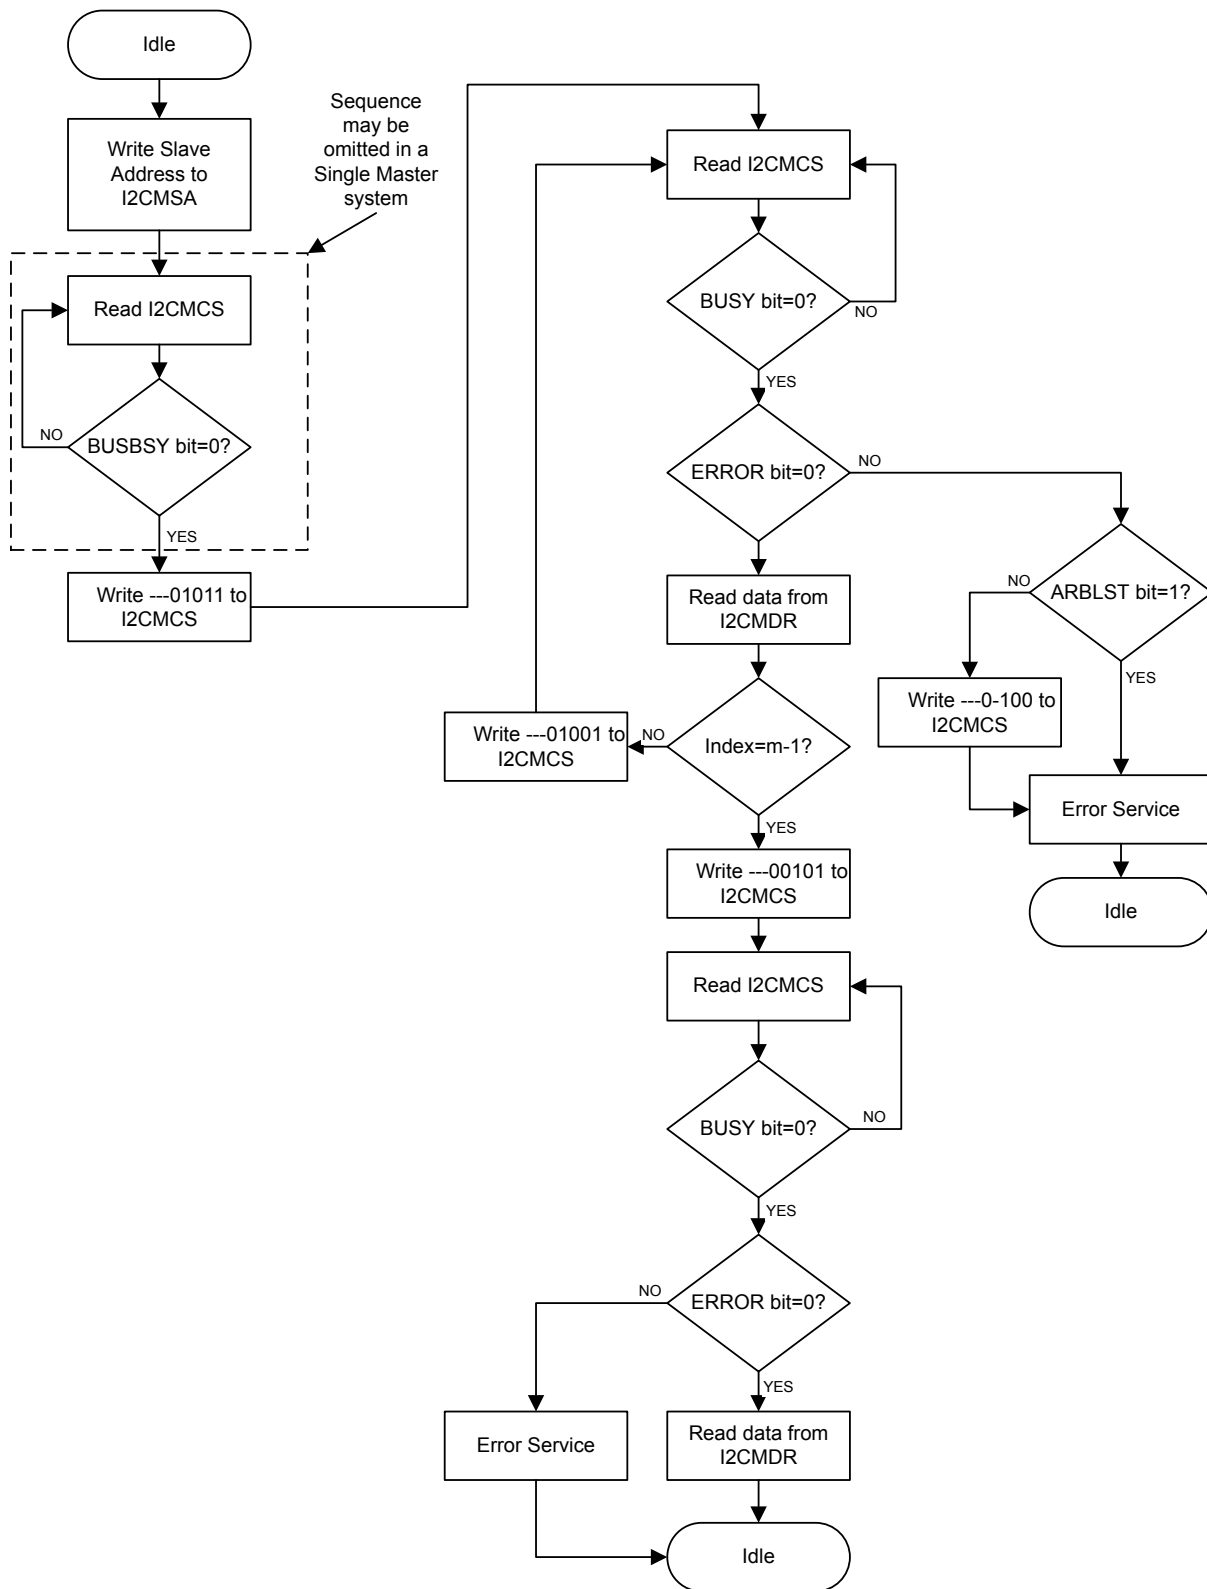 Idle
Write Slave
Address to
I2CMSA
Sequence
may be
omitted in a
Single Master
system
Read I2CMCS
BUSBSY bit=0?
NO
YES
Write ---01011 to
I2CMCS
Read I2CMCS
BUSY bit=0?
NO
YES
ERROR bit=0?
NO
Read data from
I2CMDR
ARBLST bit=1?
NO
YES
Write ---0-100 to
I2CMCS
Error Service
Idle
Index=m-1?
NO
Write ---01001 to
I2CMCS
YES
Write ---00101 to
I2CMCS
Read I2CMCS
BUSY bit=0?
NO
YES
ERROR bit=0?
NO
YES
Error Service
Read data from
I2CMDR
Idle